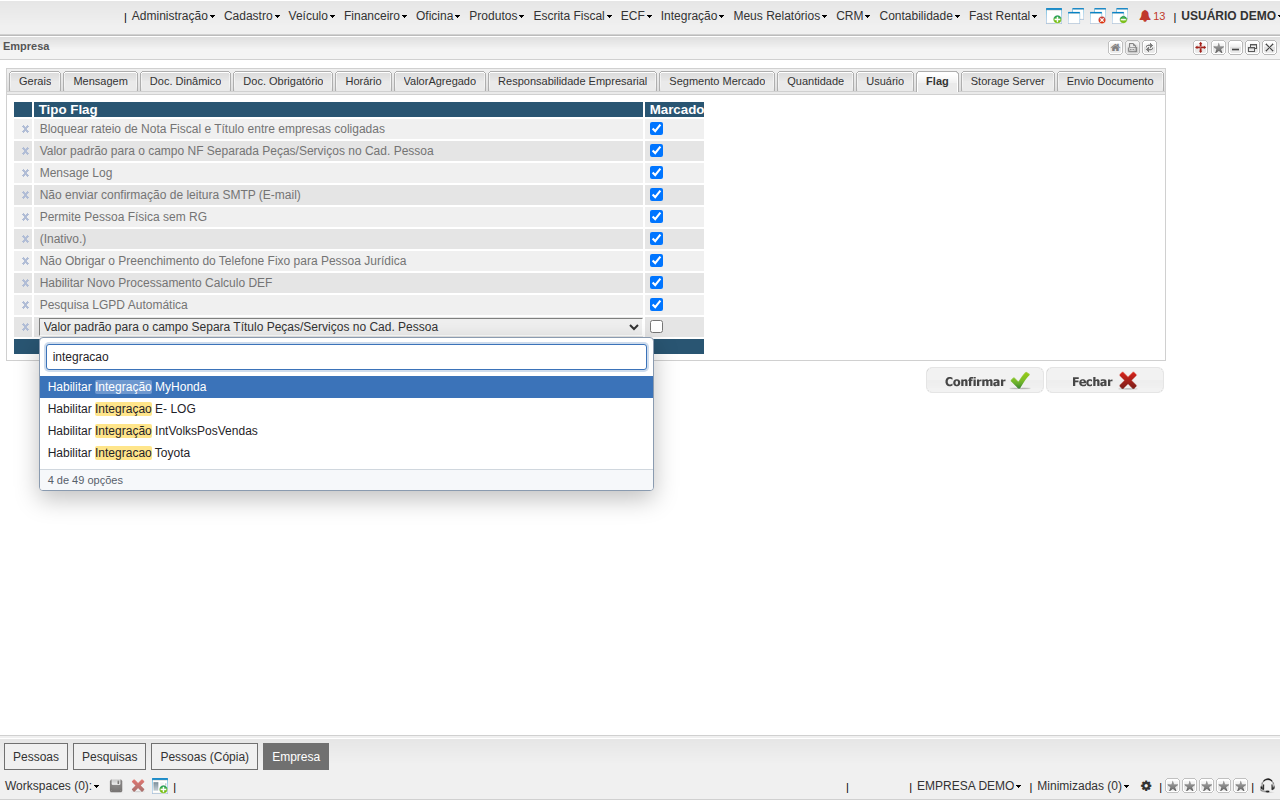 | Administração Cadastro Veículo Financeiro Oficina Produtos Escrita Fiscal ECF Integração Meus Relatórios CRM Contabilidade Fast Rental 13 | USUÁRIO DEMO
Empresa
Gerais Mensagem Doc. Dinâmico Doc. Obrigatório Horário ValorAgregado Responsabilidade Empresarial Segmento Mercado Quantidade Usuário Flag Storage Server Envio Documento
Tipo Flag Marcado
x Bloquear rateio de Nota Fiscal e Título entre empresas coligadas
x Valor padrão para o campo NF Separada Peças/Serviços no Cad. Pessoa
x Mensage Log
x Não enviar confirmação de leitura SMTP (E-mail)
x Permite Pessoa Física sem RG
x (Inativo.)
x Não Obrigar o Preenchimento do Telefone Fixo para Pessoa Jurídica
x Habilitar Novo Processamento Calculo DEF
x Pesquisa LGPD Automática
x Valor padrão para o campo Separa Título Peças/Serviços no Cad. Pessoa
integracao
Habilitar Integração MyHonda
Habilitar Integraçao E- LOG
Habilitar Integração IntVolksPosVendas
Habilitar Integracao Toyota
4 de 49 opções
Confirmar Fechar
Pessoas Pesquisas Pessoas (Cópia) Empresa
Workspaces (0): | | | EMPRESA DEMO | Minimizadas (0) | |